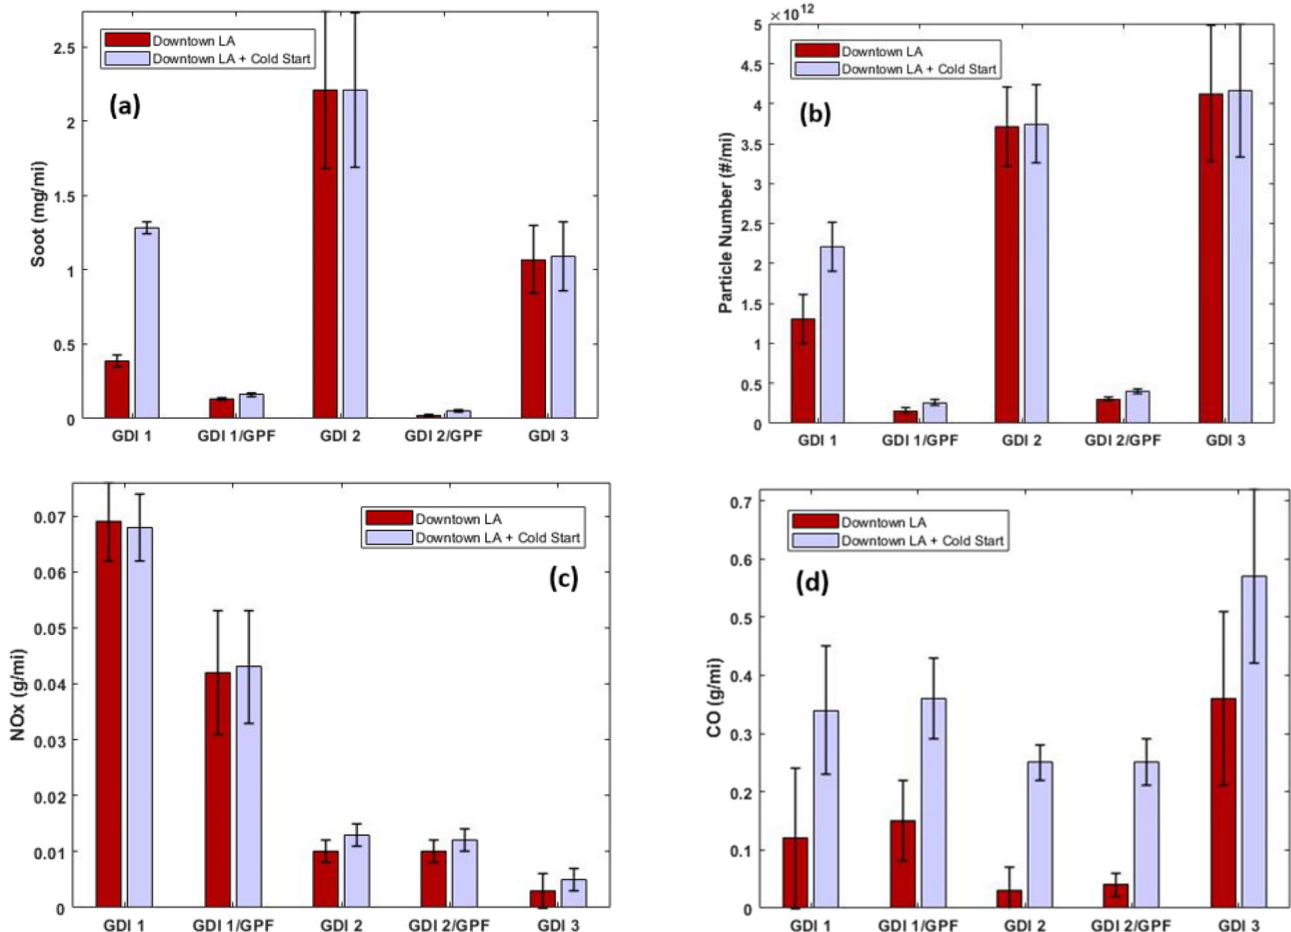 2.5
2
1.5
1
0.5
0
Soot (mg/mi)
Downtown LA
Downtown LA + Cold Start
(a)
GDI 1 GDI 1/GPF GDI 2 GDI 2/GPF GDI 3
×10^12
5
4.5
4
3.5
3
2.5
2
1.5
1
0.5
0
Particle Number (#/mi)
Downtown LA
Downtown LA + Cold Start
(b)
GDI 1 GDI 1/GPF GDI 2 GDI 2/GPF GDI 3
0.07
0.06
0.05
0.04
0.03
0.02
0.01
0
NOx (g/mi)
Downtown LA
Downtown LA + Cold Start
(c)
GDI 1 GDI 1/GPF GDI 2 GDI 2/GPF GDI 3
0.7
0.6
0.5
0.4
0.3
0.2
0.1
0
CO (g/mi)
Downtown LA
Downtown LA + Cold Start
(d)
GDI 1 GDI 1/GPF GDI 2 GDI 2/GPF GDI 3